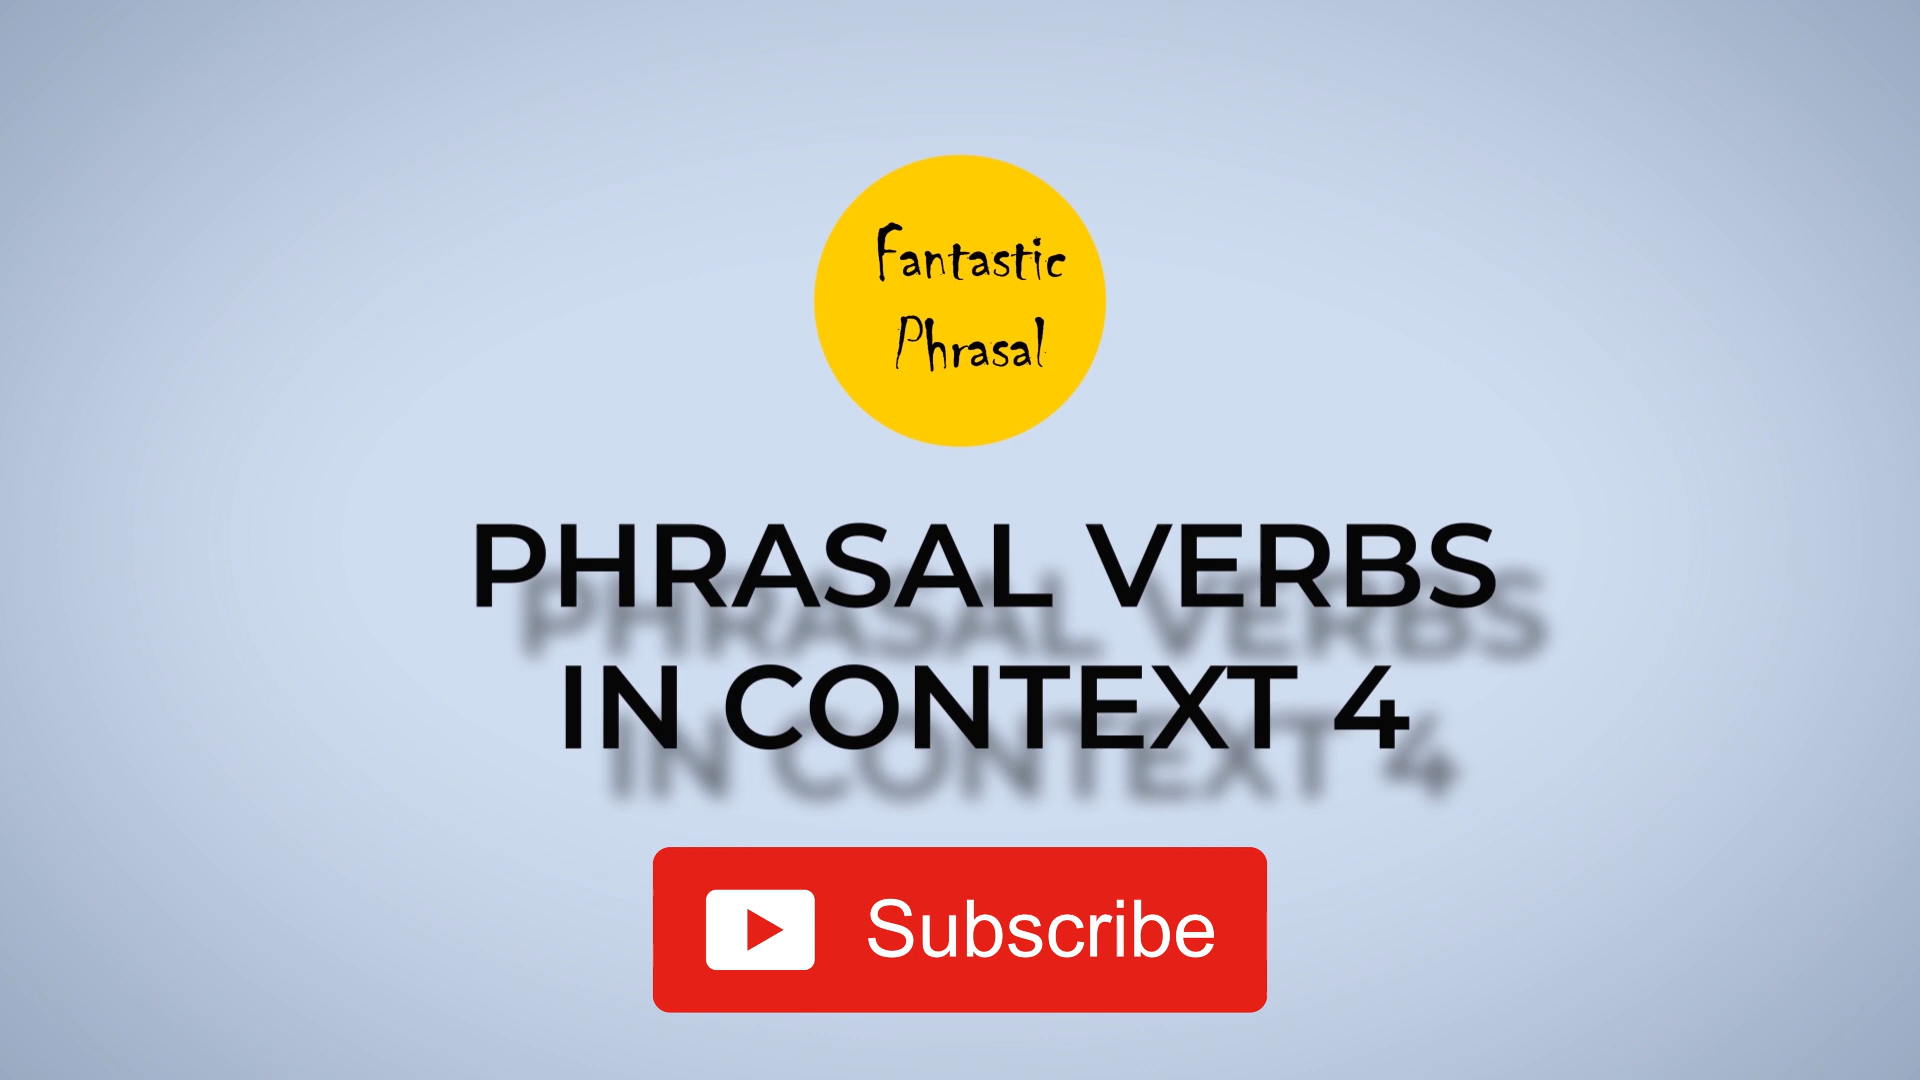 Fantastic
Phrasal
PHRASAL VERBS
IN CONTEXT 4
Subscribe